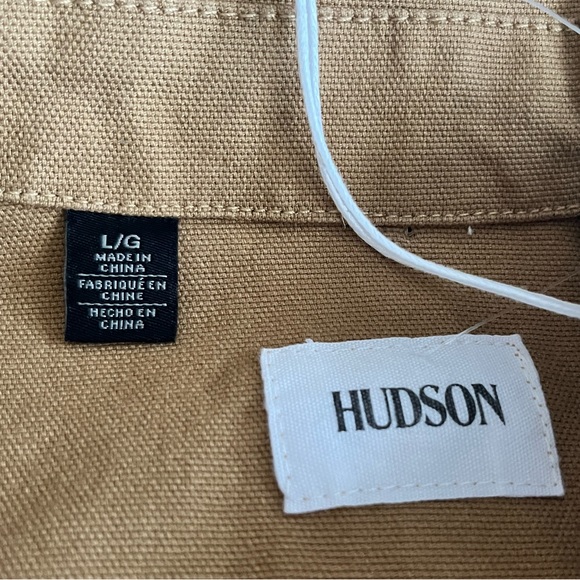 L/G
MADE IN
CHINA
FABRIQUÉ EN
CHINE
HECHO EN
CHINA
HUDSON